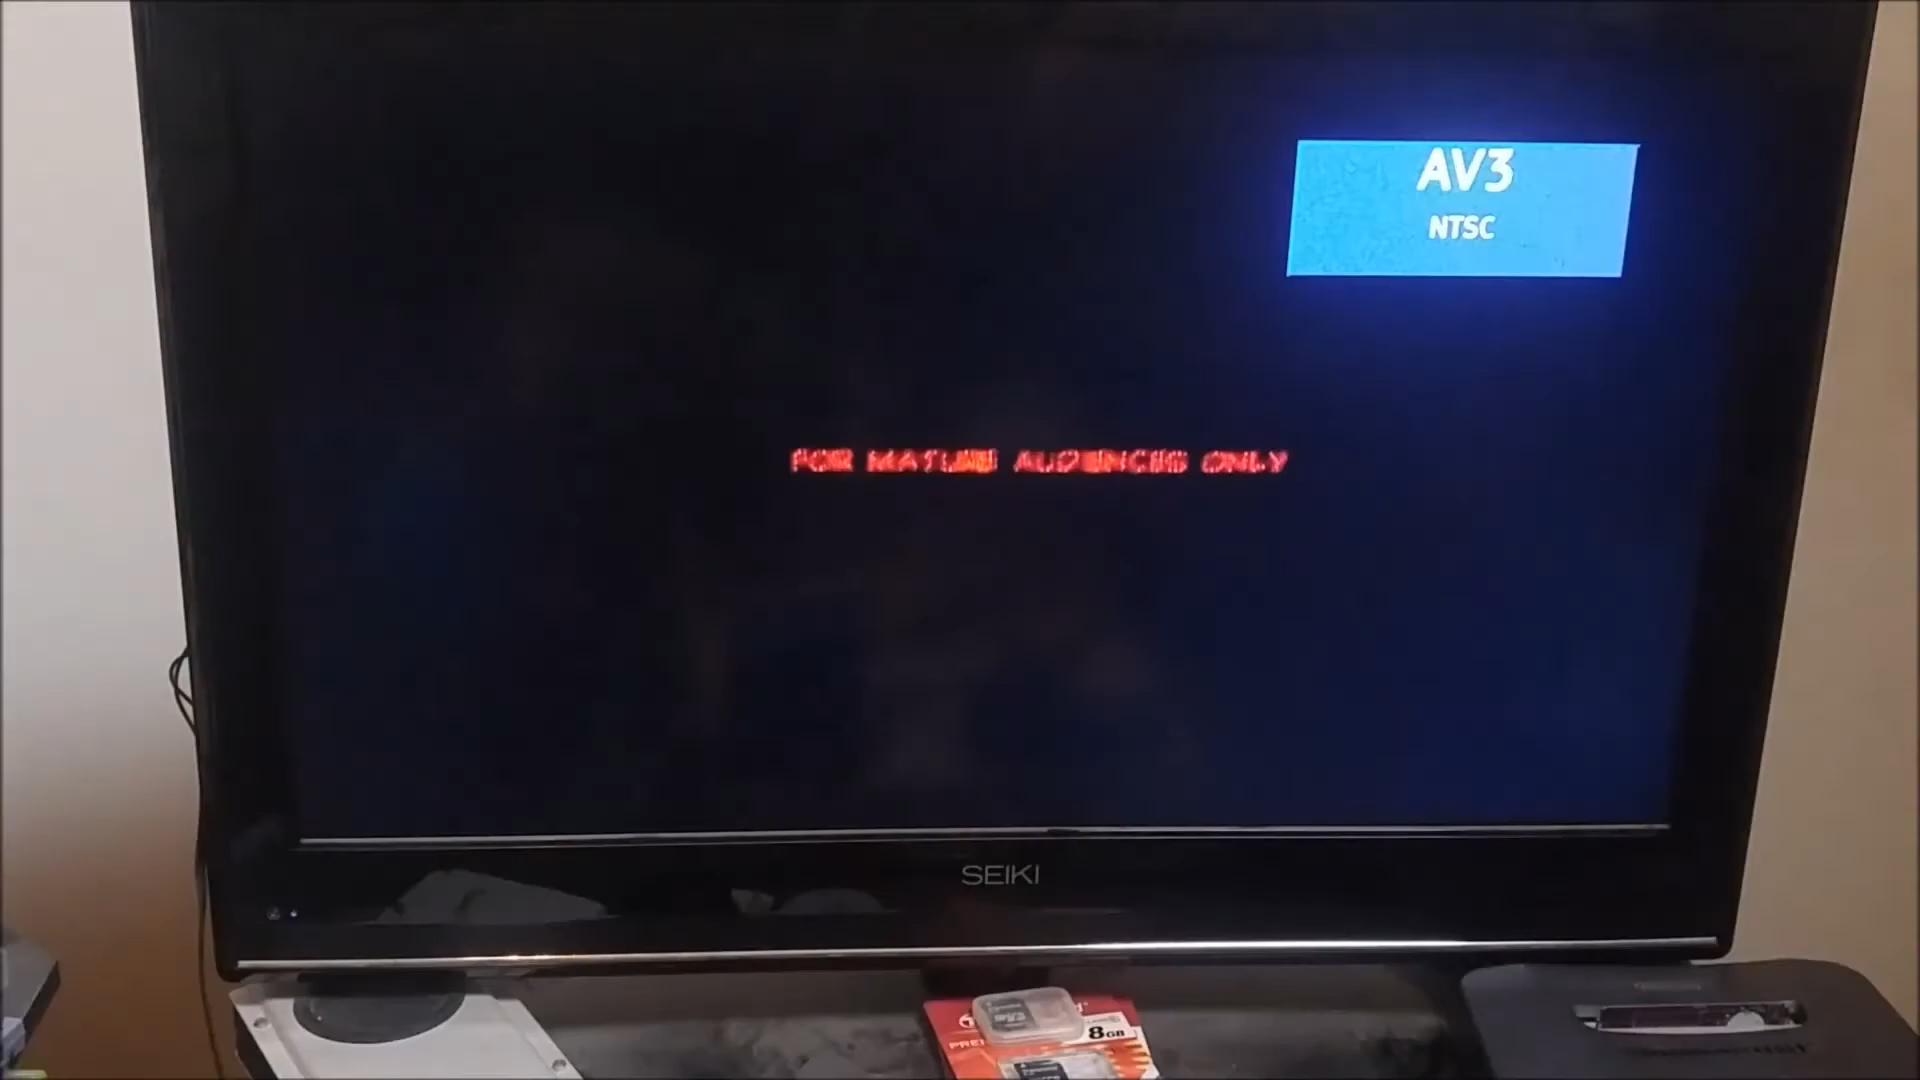 AV3
NTSC
FOR MATURE AUDIENCES ONLY
SEIKI
8GB